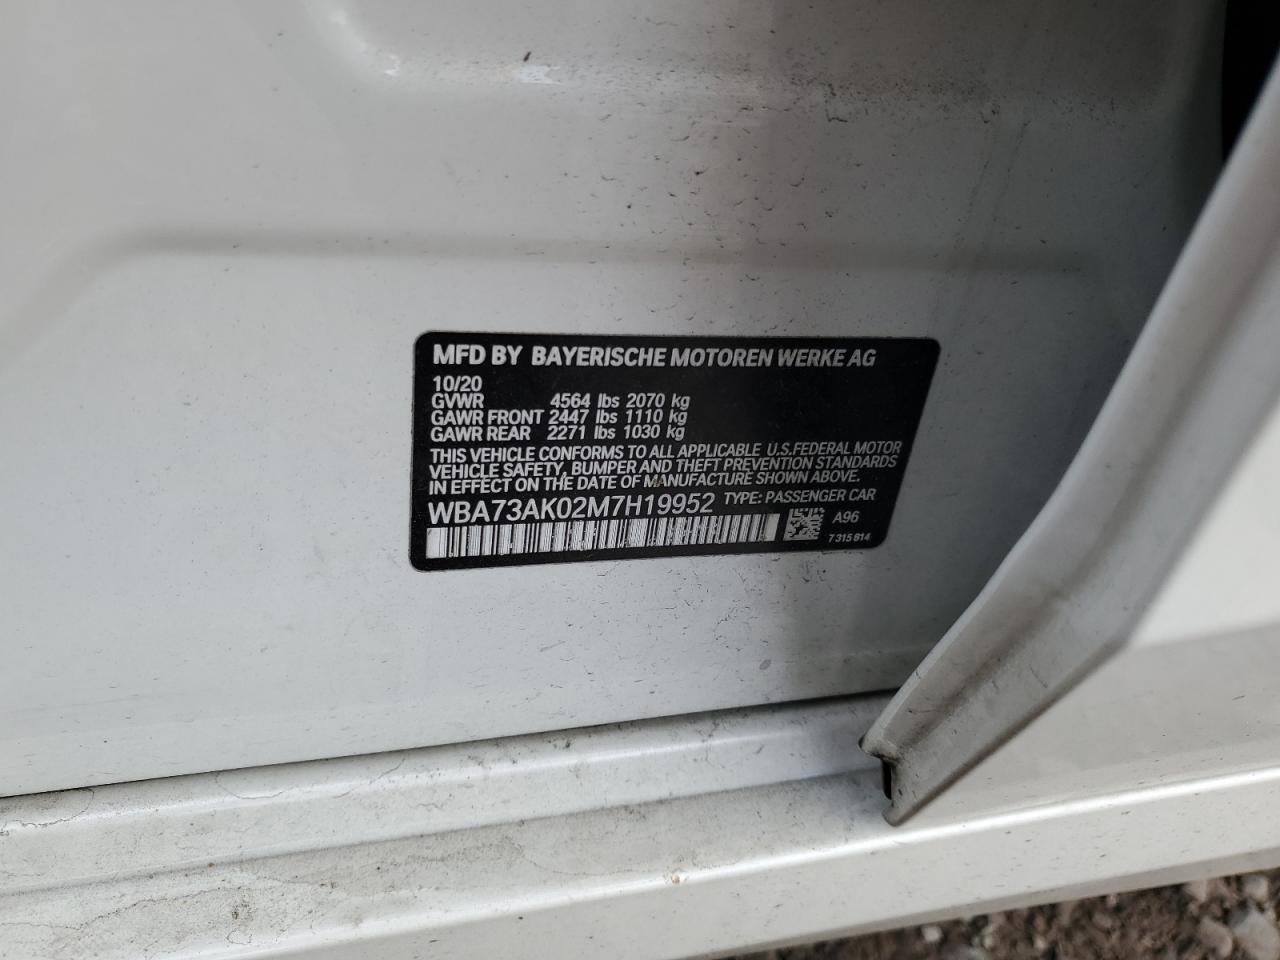 MFD BY BAYERISCHE MOTOREN WERKE AG
10/20
GVWR 4564 lbs 2070 kg
GAWR FRONT 2447 lbs 1110 kg
GAWR REAR 2271 lbs 1030 kg
THIS VEHICLE CONFORMS TO ALL APPLICABLE U.S.FEDERAL MOTOR
VEHICLE SAFETY, BUMPER AND THEFT PREVENTION STANDARDS
IN EFFECT ON THE DATE OF MANUFACTURE SHOWN ABOVE.
WBA73AK02M7H19952 TYPE: PASSENGER CAR
A96
7 315 814